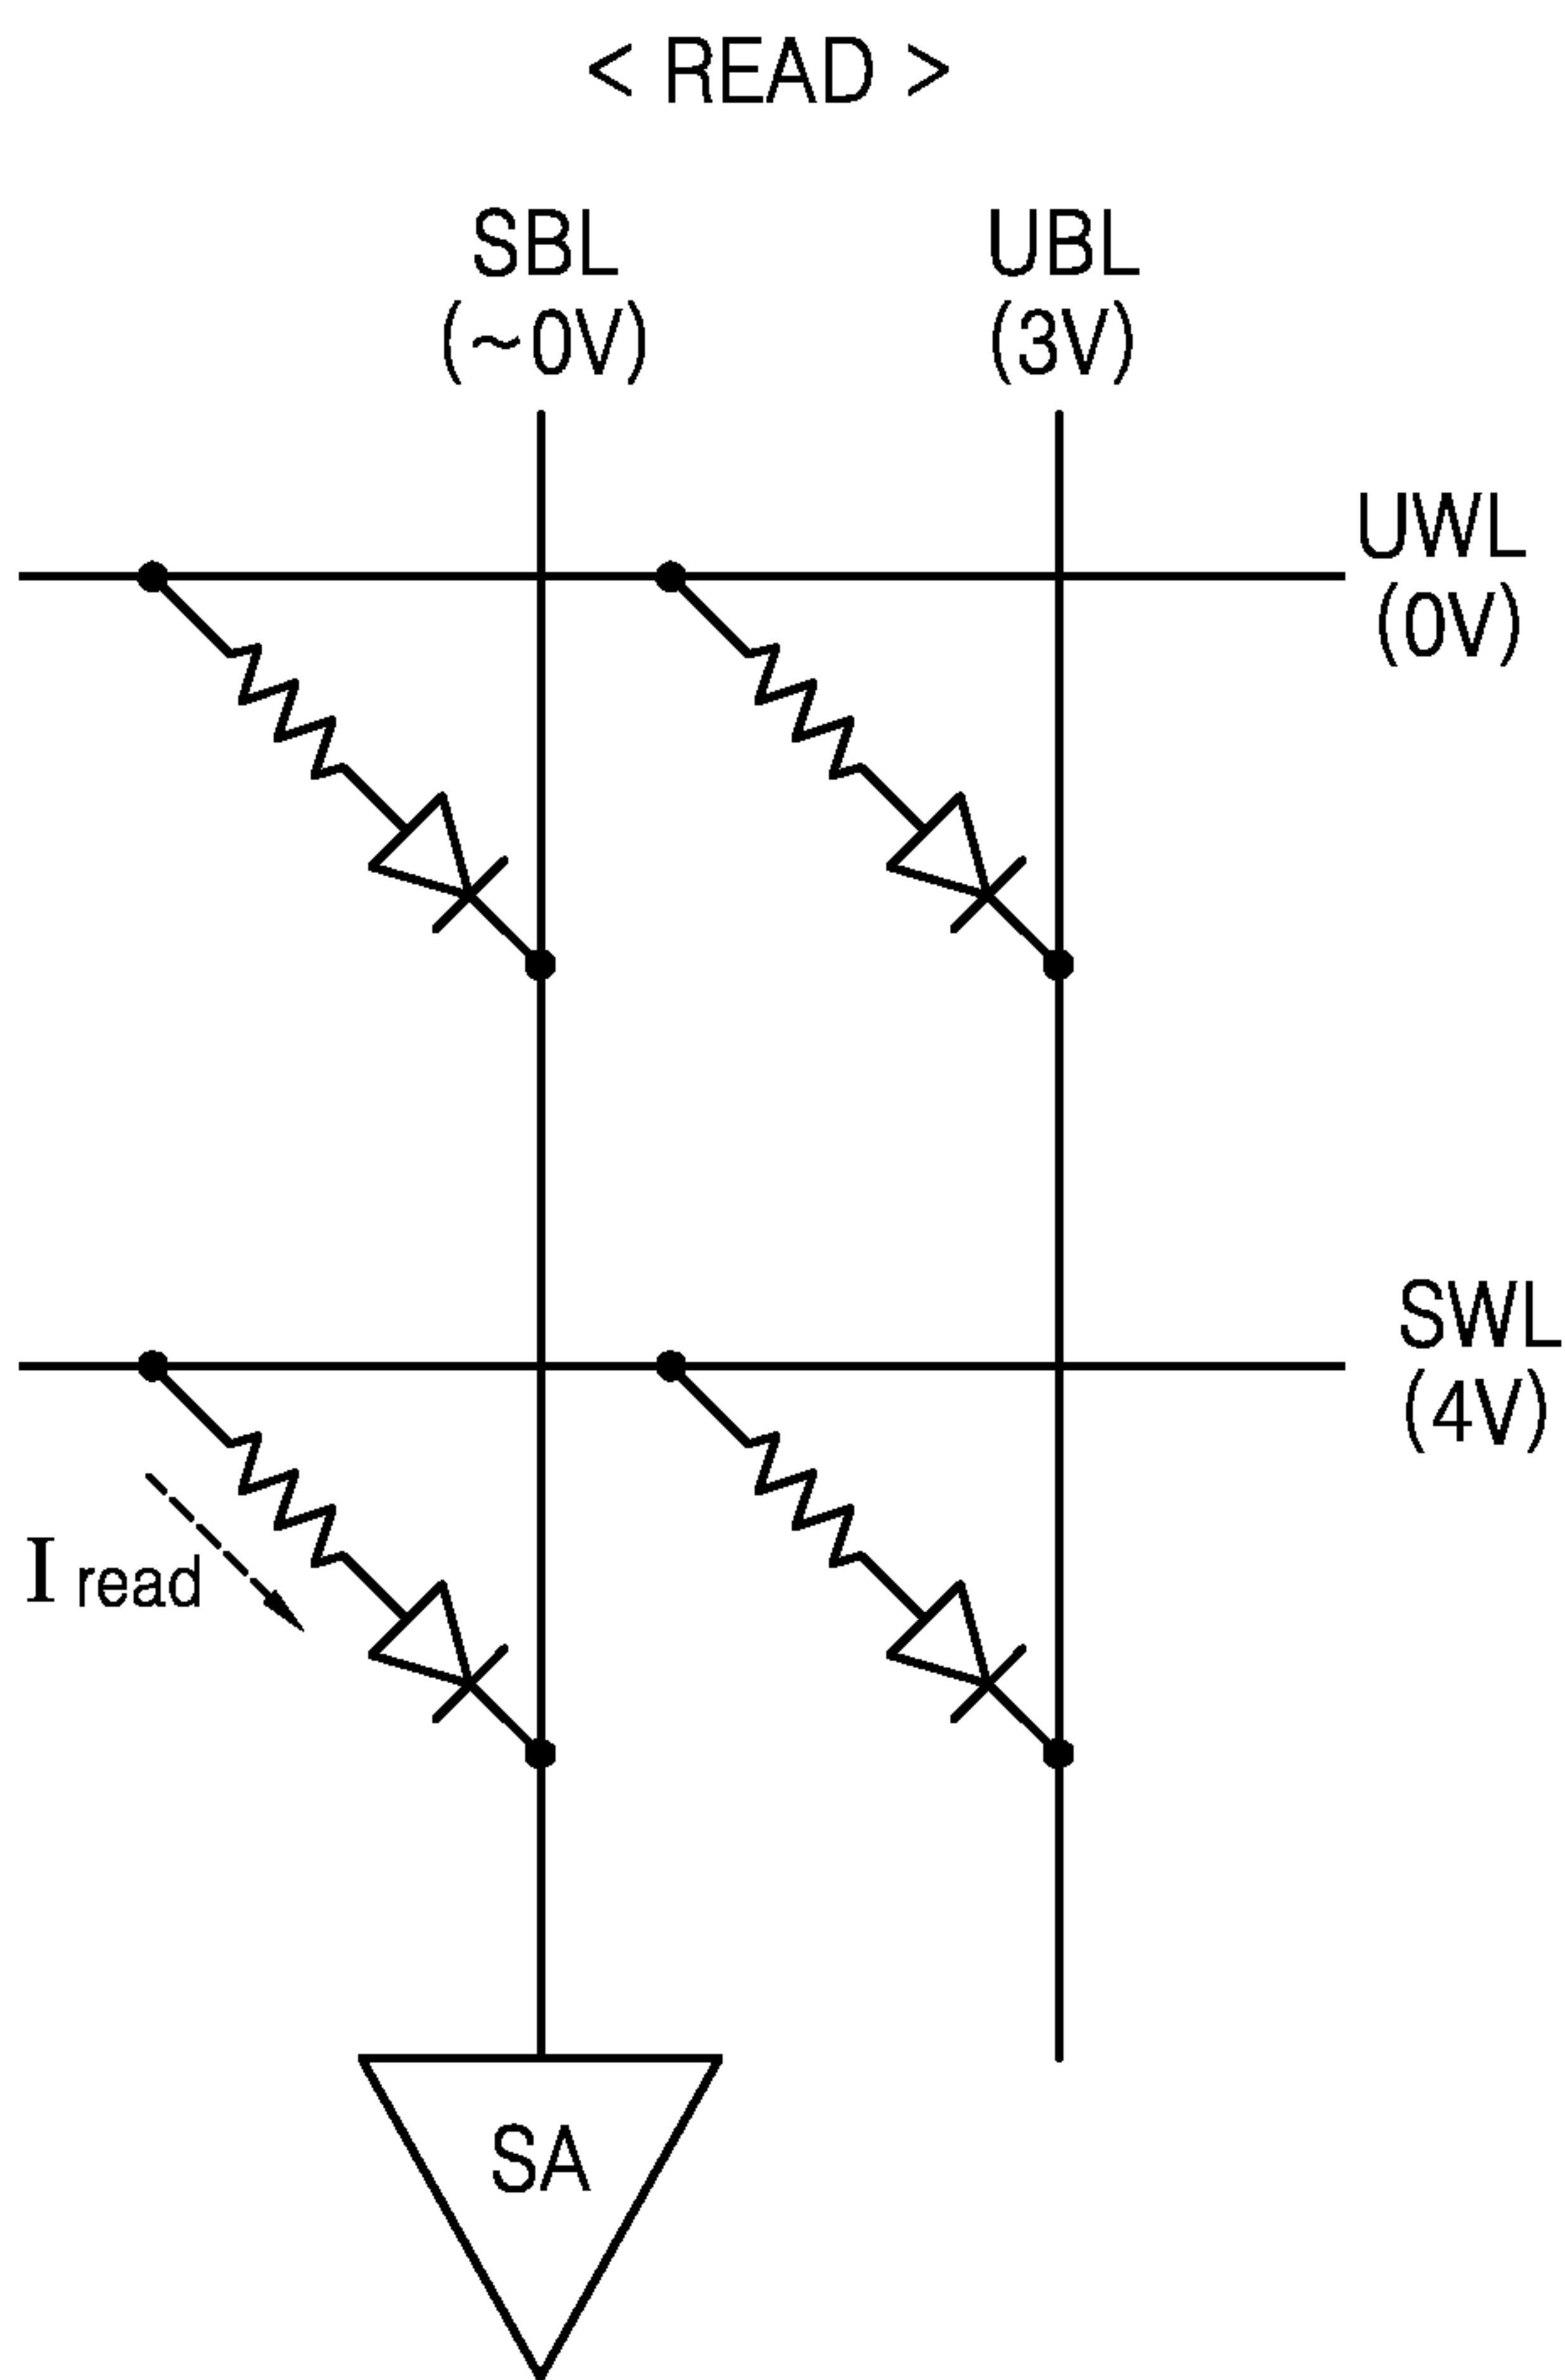 < READ >
SBL
(~0V)
UBL
(3V)
UWL
(0V)
SWL
(4V)
I read
SA